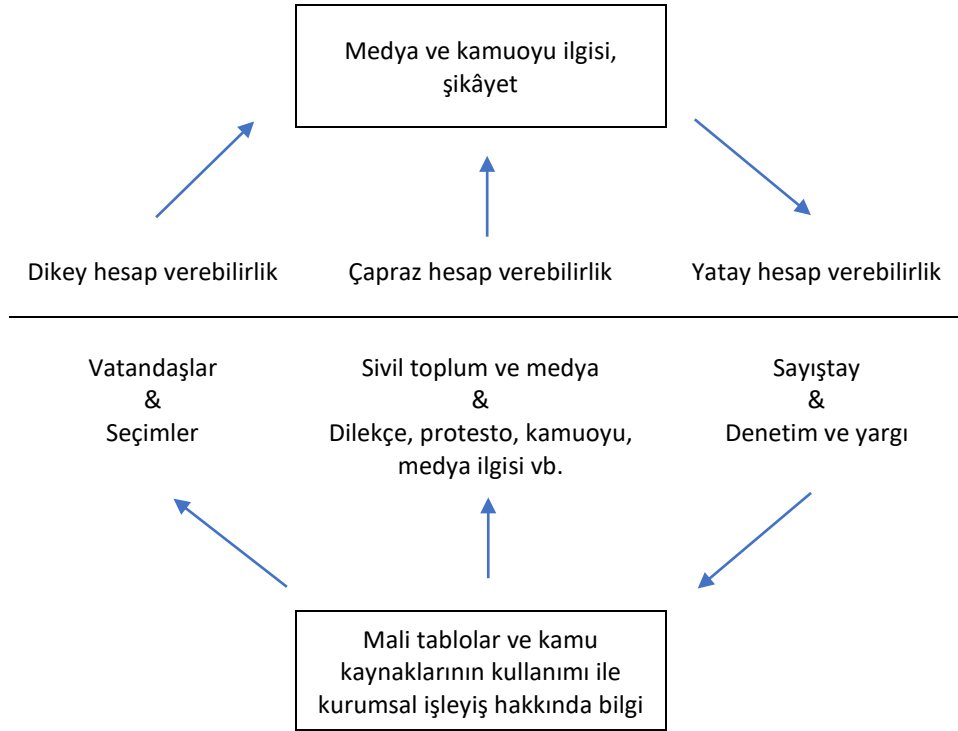 Medya ve kamuoyu ilgisi,
şikâyet
Dikey hesap verebilirlik
Çapraz hesap verebilirlik
Yatay hesap verebilirlik
Vatandaşlar
&
Seçimler
Sivil toplum ve medya
&
Dilekçe, protesto, kamuoyu,
medya ilgisi vb.
Sayıştay
&
Denetim ve yargı
Mali tablolar ve kamu
kaynaklarının kullanımı ile
kurumsal işleyiş hakkında bilgi